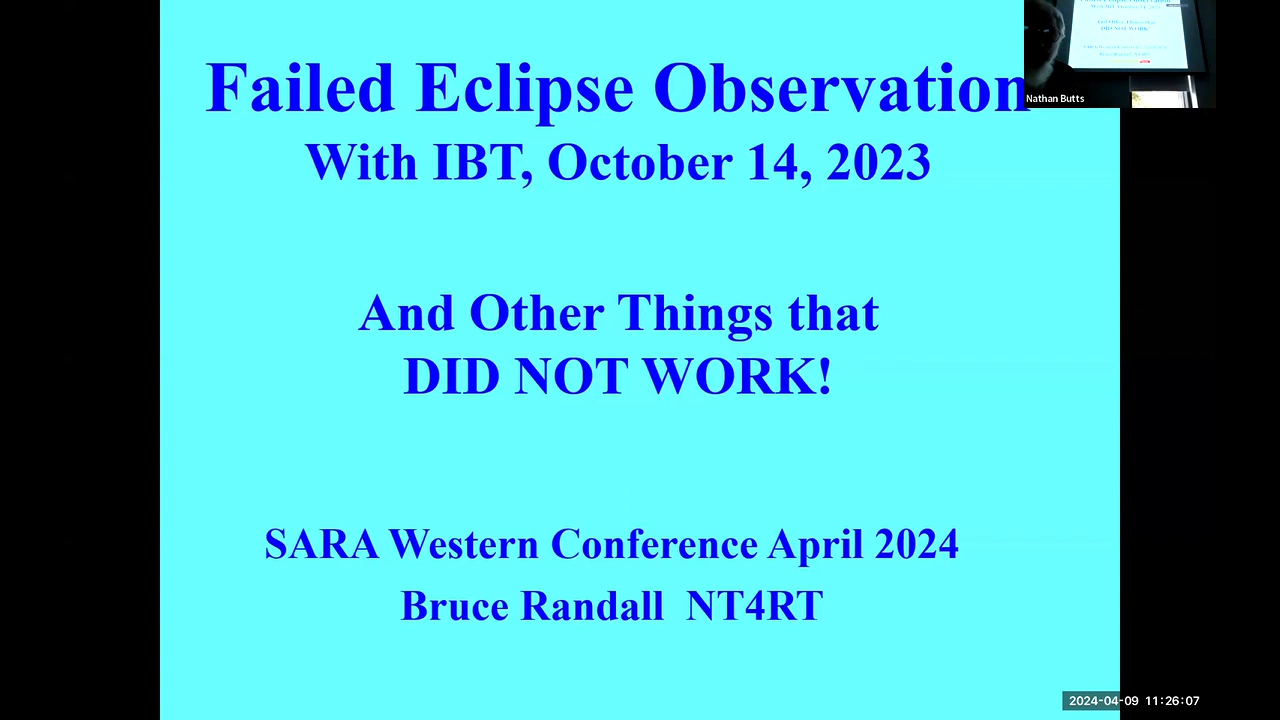 Failed Eclipse Observation
With IBT, October 14, 2023
And Other Things that
DID NOT WORK!
SARA Western Conference April 2024
Bruce Randall NT4RT
Nathan Butts
2024-04-09 11:26:07